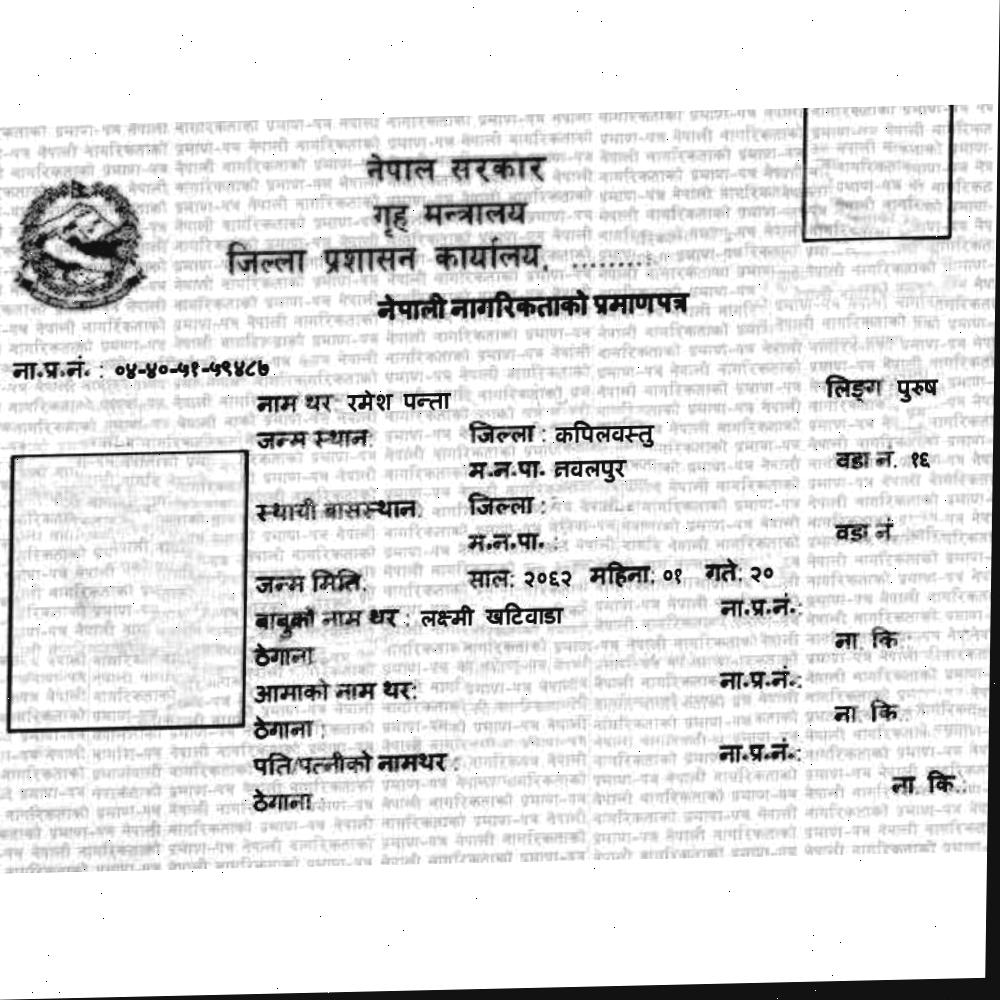 नेपाल सरकार
गृह मन्त्रालय
जिल्ला प्रशासन कार्यालय, .........
नेपाली नागरिकताको प्रमाणपत्र
ना.प्र.नं. : ०४-४०-५१-५९४८७
नाम थर रमेश पन्ता लिङ्ग पुरुष
जन्म स्थान: जिल्ला : कपिलवस्तु
म.न.पा. नवलपुर वडा नं. १६
स्थायी बासस्थान: जिल्ला :
म.न.पा. : वडा नं
जन्म मिति: साल: २०६२ महिना: ०१ गते: २०
बाबुको नाम थर : लक्ष्मी खटिवाडा ना.प्र.नं.:
ठेगाना ना. कि.:
आमाको नाम थर: ना.प्र.नं.:
ठेगाना : ना कि.:
पति/पत्नीको नामथर : ना.प्र.नं.:
ठेगाना : ना कि.: